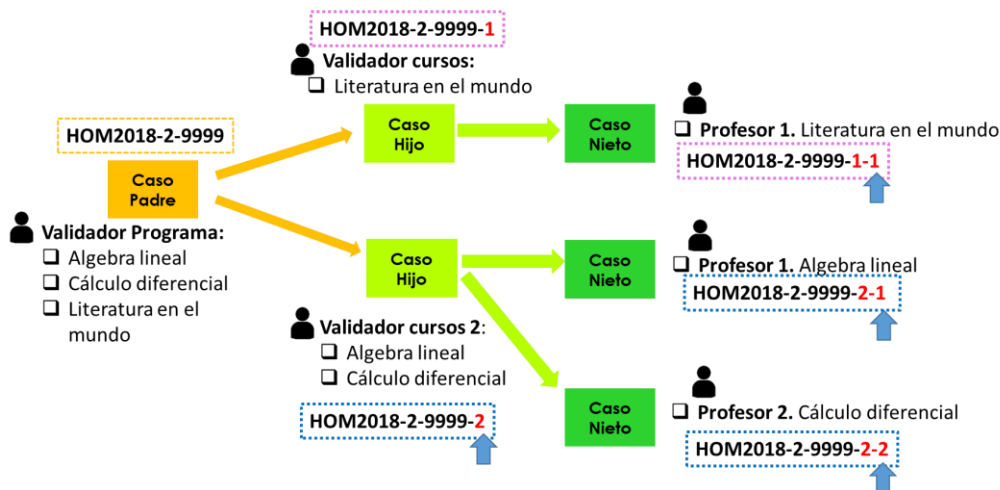 HOM2018-2-9999-1
Validador cursos:
❑ Literatura en el mundo
HOM2018-2-9999
Caso
Padre
Validador Programa:
❑ Algebra lineal
❑ Cálculo diferencial
❑ Literatura en el
mundo
Caso
Hijo
Caso
Nieto
❑ Profesor 1. Literatura en el mundo
HOM2018-2-9999-1-1
Caso
Hijo
Validador cursos 2:
❑ Algebra lineal
❑ Cálculo diferencial
HOM2018-2-9999-2
Caso
Nieto
❑ Profesor 1. Algebra lineal
HOM2018-2-9999-2-1
Caso
Nieto
❑ Profesor 2. Cálculo diferencial
HOM2018-2-9999-2-2